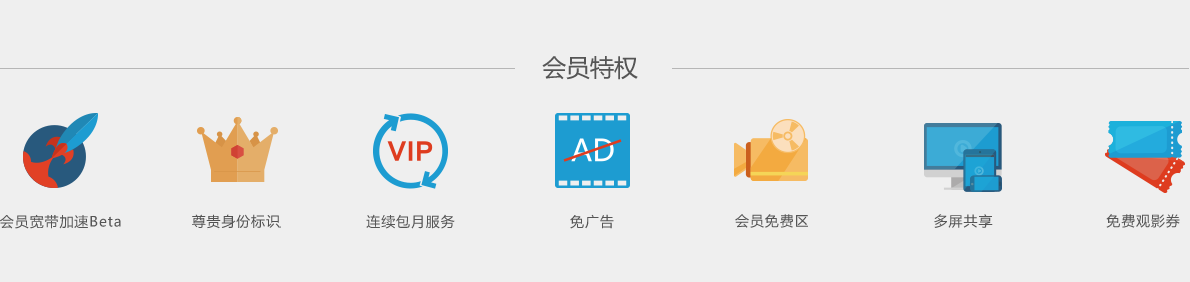 会员特权
VIP
AD
会员宽带加速Beta
尊贵身份标识
连续包月服务
免广告
会员免费区
多屏共享
免费观影券